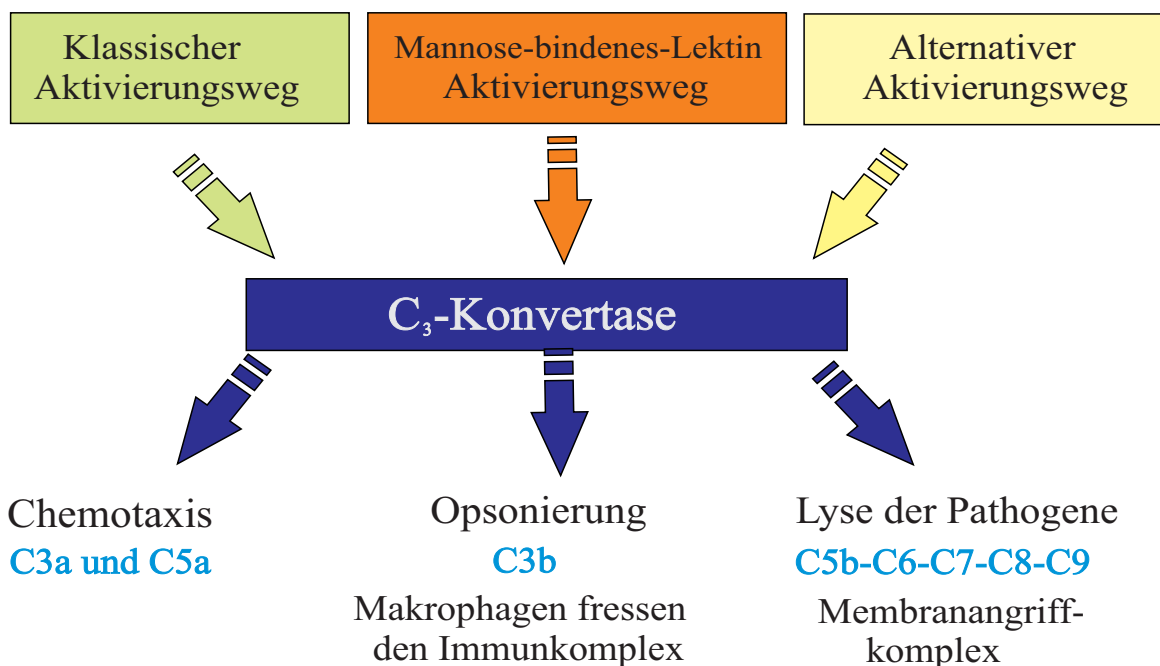 Klassischer
Aktivierungsweg
Mannose-bindenes-Lektin
Aktivierungsweg
Alternativer
Aktivierungsweg
C₃-Konvertase
Chemotaxis
C3a und C5a
Opsonierung
C3b
Makrophagen fressen
den Immunkomplex
Lyse der Pathogene
C5b-C6-C7-C8-C9
Membranangriff-
komplex